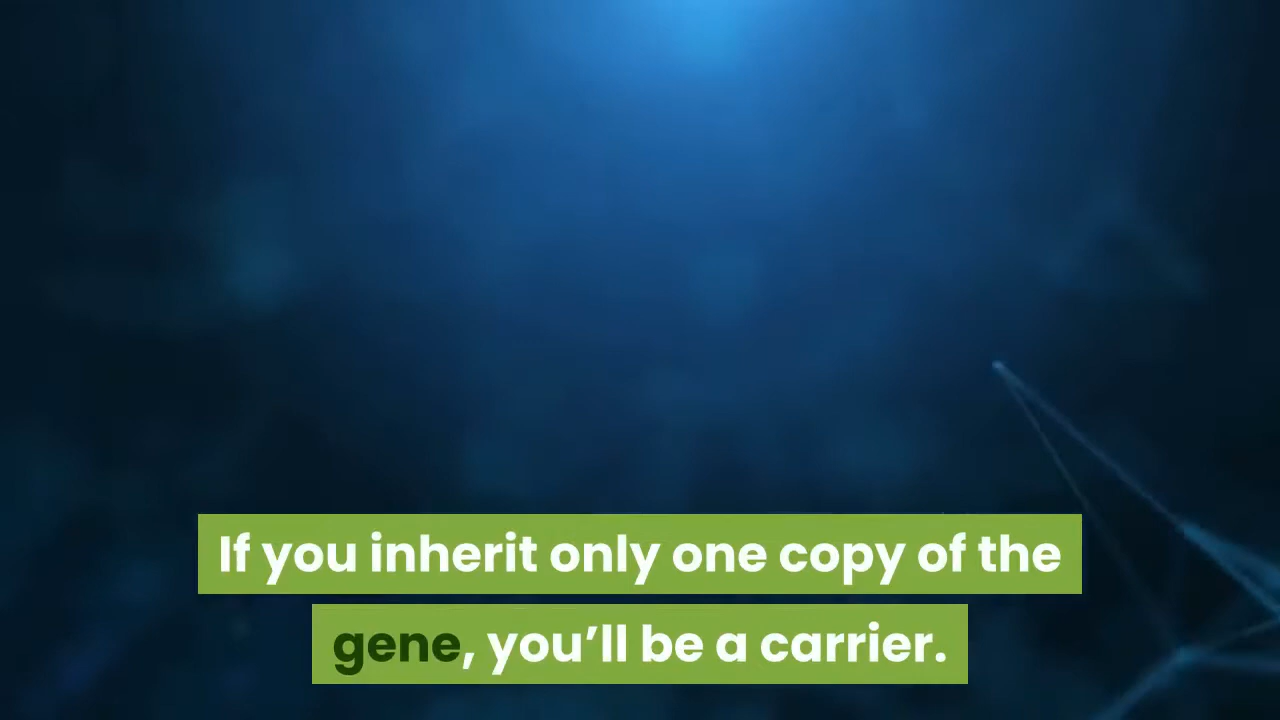 If you inherit only one copy of the
gene, you’ll be a carrier.